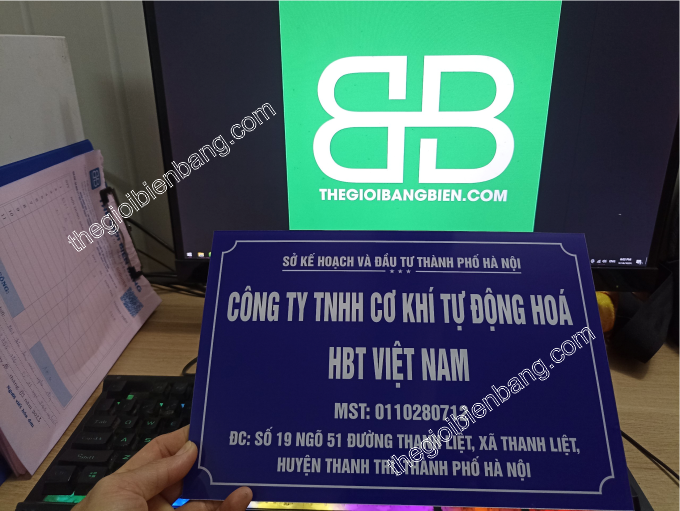 THEGIOIBANGBIEN.COM
thegioibienbang.com
SỞ KẾ HOẠCH VÀ ĐẦU TƯ THÀNH PHỐ HÀ NỘI
CÔNG TY TNHH CƠ KHÍ TỰ ĐỘNG HOÁ
HBT VIỆT NAM
MST: 0110280713
ĐC: SỐ 19 NGÕ 51 ĐƯỜNG THANH LIỆT, XÃ THANH LIỆT,
HUYỆN THANH TRÌ, THÀNH PHỐ HÀ NỘI
thegioibienbang.com